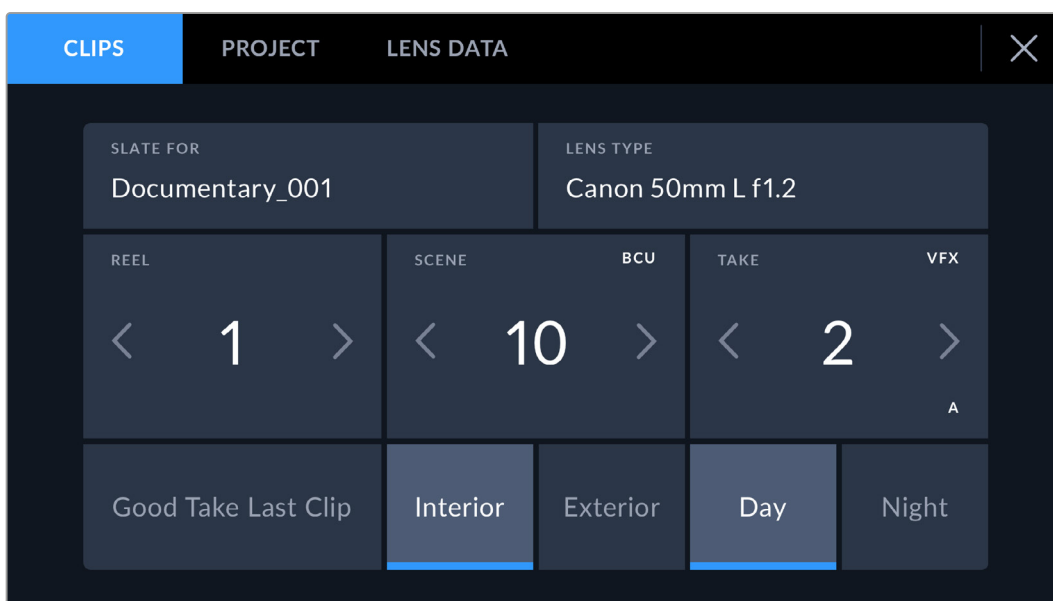 CLIPS PROJECT LENS DATA
SLATE FOR LENS TYPE
Documentary_001 Canon 50mm L f1.2
REEL SCENE BCU TAKE VFX
1 10 2
A
Good Take Last Clip Interior Exterior Day Night